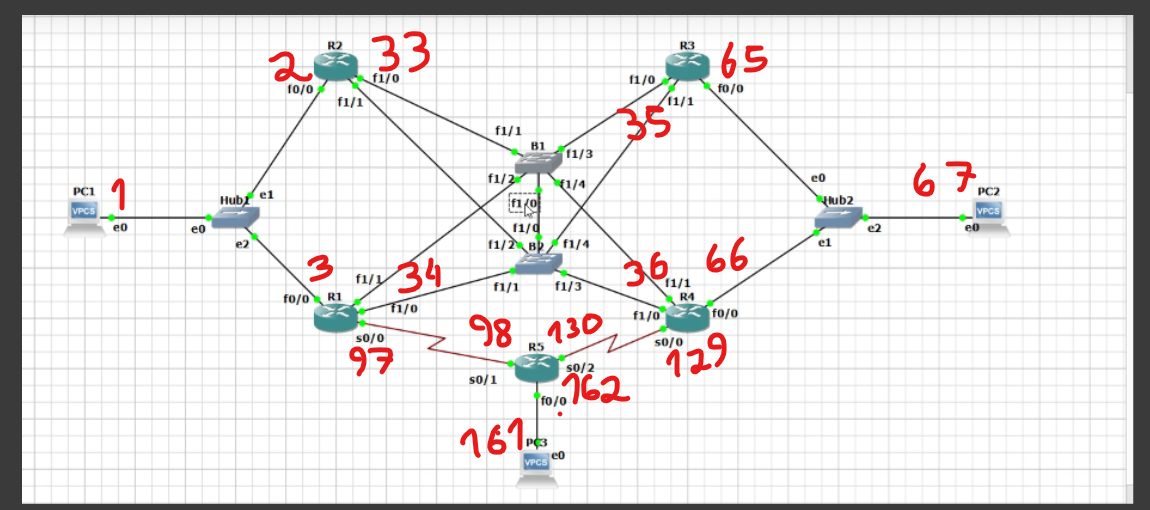 R2
33
R3
65
2
f1/0
f0/0
f1/1
f1/0
f0/0
f1/1
35
f1/1
B1
f1/3
f1/2
f1/4
PC1
1
VPCS
e0
e0
Hub1
e1
e2
f1/0
f1/0
e0
Hub2
e1
e2
67
PC2
VPCS
e0
f1/2
B2
f1/4
f1/1
f1/3
3
f1/1
34
f0/0
R1
f1/0
s0/0
97
36
66
f1/1
R4
f1/0
f0/0
s0/0
129
98
130
R5
s0/1
s0/2
162
f0/0
161
PC3
e0
VPCS